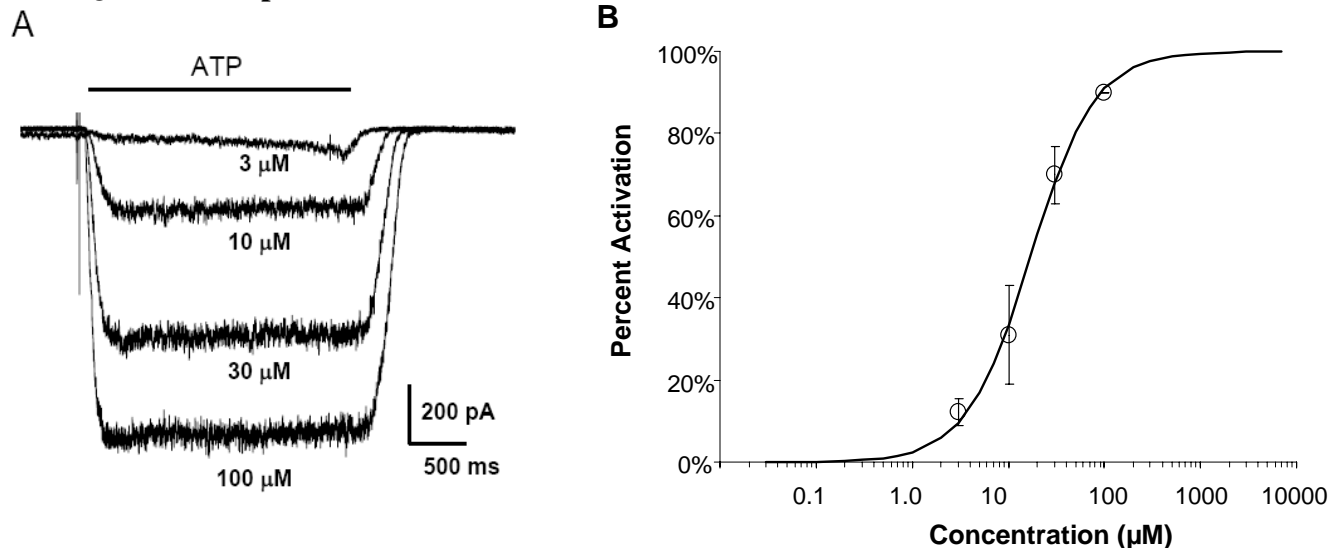 A
ATP
3 µM
10 µM
30 µM
200 pA
500 ms
100 µM
B
100%
80%
60%
40%
20%
0%
Percent Activation
0.1 1.0 10 100 1000 10000
Concentration (µM)